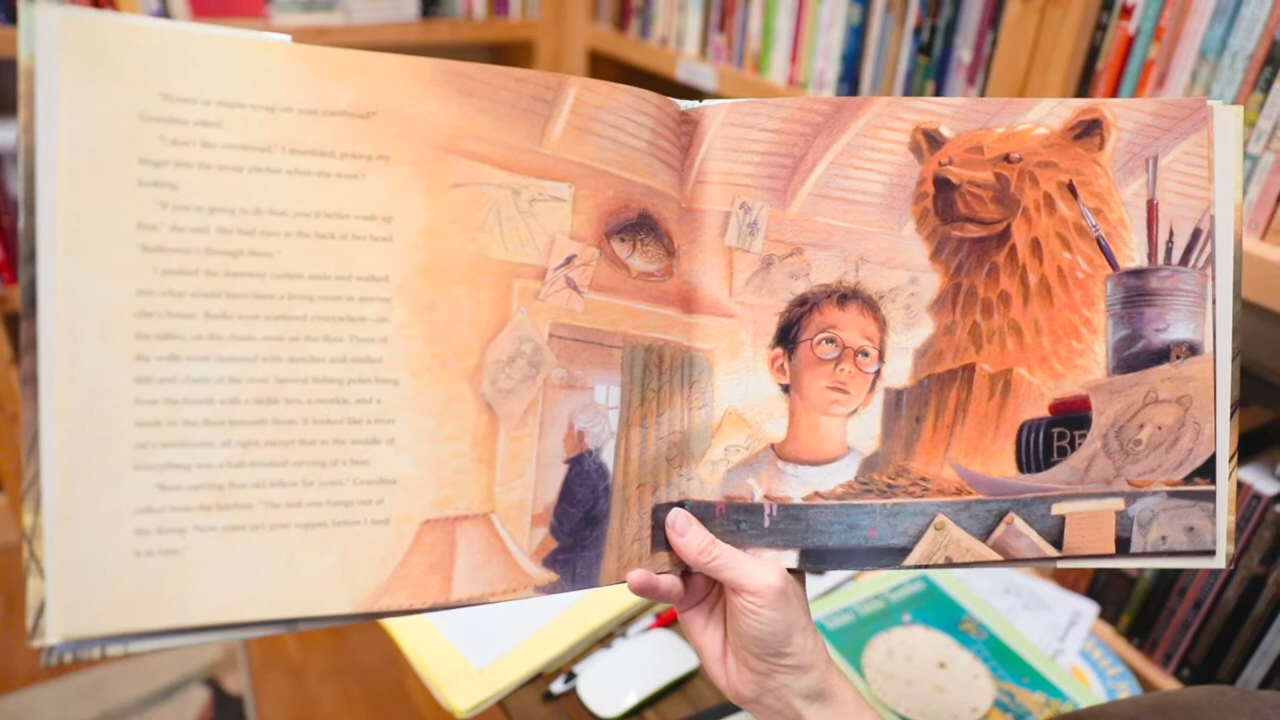 "Honey or maple syrup on your cornbread?"
Grandma asked.
"I don't like cornbread," I mumbled, poking my
finger into the syrup pitcher when she wasn't
looking.
"If you're going to do that, you'd better wash up
first," she said. She had eyes in the back of her head.
"Bathroom's through there."
I pushed the doorway curtain aside and walked
into what would have been a living room in anyone
else's house. Books were scattered everywhere—on
the tables, on the chairs, even on the floor. Three of
the walls were cluttered with sketches and stuffed
fish and charts of the river. Several fishing poles hung
from the fourth with a tackle box, a snorkle, and a
mask on the floor beneath them. It looked like a river
rat's workroom, all right, except that in the middle of
everything was a half-finished carving of a bear.
"Been carving that old fellow for years," Grandma
called from the kitchen. "The real one hangs out at
the dump. Now come get your supper, before I feed
it to him."
BE